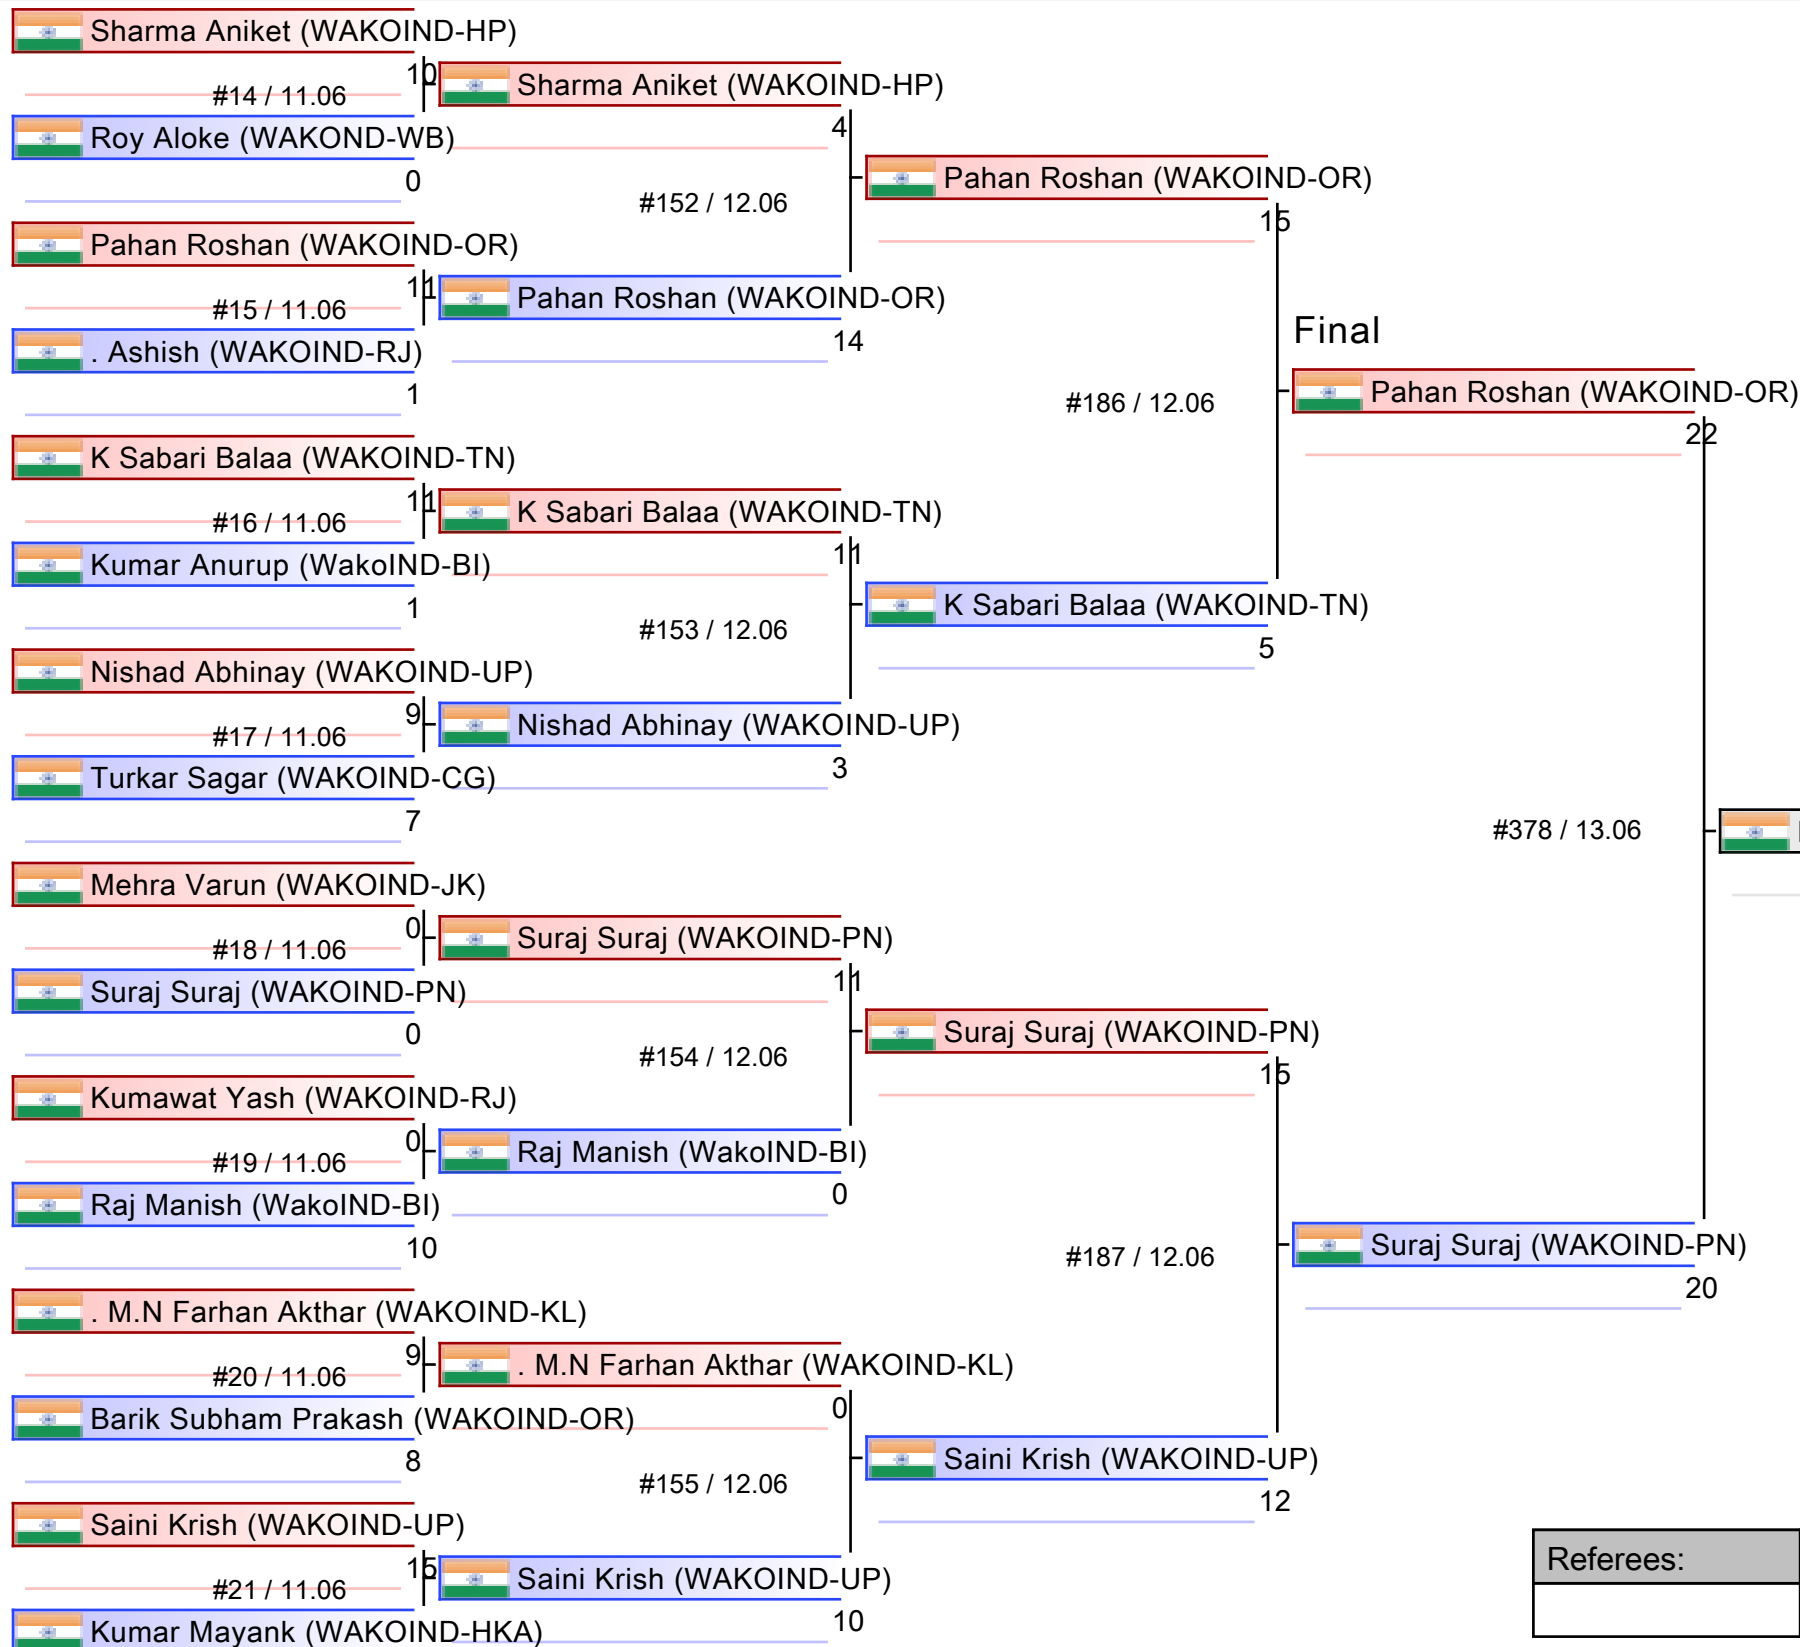 Sharma Aniket (WAKOIND-HP)
10
#14 / 11.06
Roy Aloke (WAKOND-WB)
0
Pahan Roshan (WAKOIND-OR)
11
#15 / 11.06
. Ashish (WAKOIND-RJ)
1
K Sabari Balaa (WAKOIND-TN)
11
#16 / 11.06
Kumar Anurup (WakoIND-BI)
1
Nishad Abhinay (WAKOIND-UP)
9
#17 / 11.06
Turkar Sagar (WAKOIND-CG)
7
Mehra Varun (WAKOIND-JK)
0
#18 / 11.06
Suraj Suraj (WAKOIND-PN)
0
Kumawat Yash (WAKOIND-RJ)
0
#19 / 11.06
Raj Manish (WakoIND-BI)
10
. M.N Farhan Akthar (WAKOIND-KL)
9
#20 / 11.06
Barik Subham Prakash (WAKOIND-OR)
8
Saini Krish (WAKOIND-UP)
15
#21 / 11.06
Kumar Mayank (WAKOIND-HKA)
Sharma Aniket (WAKOIND-HP)
4
#152 / 12.06
Pahan Roshan (WAKOIND-OR)
14
K Sabari Balaa (WAKOIND-TN)
11
#153 / 12.06
Nishad Abhinay (WAKOIND-UP)
3
Suraj Suraj (WAKOIND-PN)
11
#154 / 12.06
Raj Manish (WakoIND-BI)
0
. M.N Farhan Akthar (WAKOIND-KL)
0
#155 / 12.06
Saini Krish (WAKOIND-UP)
10
Pahan Roshan (WAKOIND-OR)
15
#186 / 12.06
K Sabari Balaa (WAKOIND-TN)
5
Suraj Suraj (WAKOIND-PN)
15
#187 / 12.06
Saini Krish (WAKOIND-UP)
12
Final
Pahan Roshan (WAKOIND-OR)
22
#378 / 13.06
Suraj Suraj (WAKOIND-PN)
20
Referees: